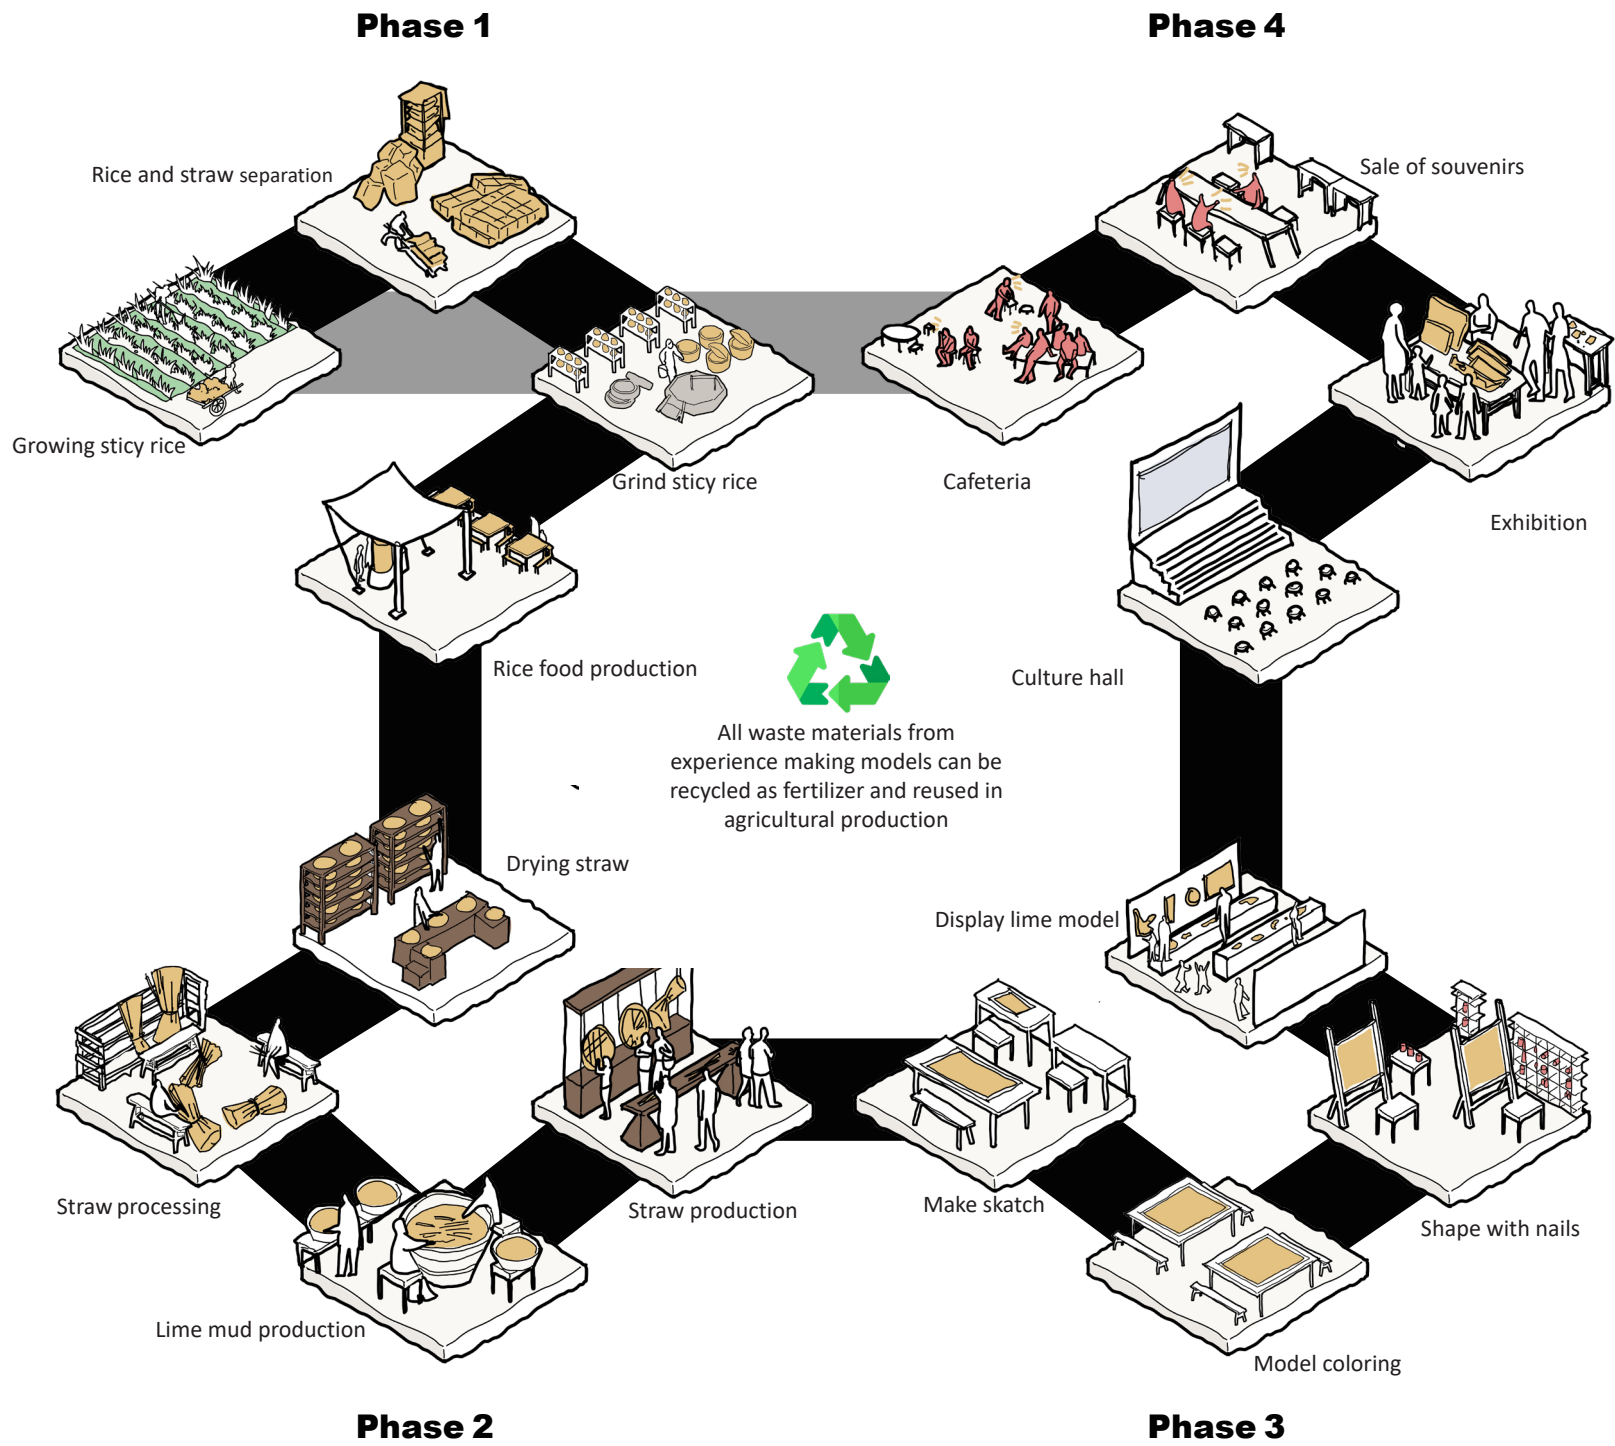 Phase 1
Phase 4
Rice and straw separation
Sale of souvenirs
Growing sticy rice
Grind sticy rice
Cafeteria
Exhibition
Rice food production
Culture hall
All waste materials from
experience making models can be
recycled as fertilizer and reused in
agricultural production
Drying straw
Display lime model
Straw processing
Straw production
Make skatch
Shape with nails
Lime mud production
Model coloring
Phase 2
Phase 3